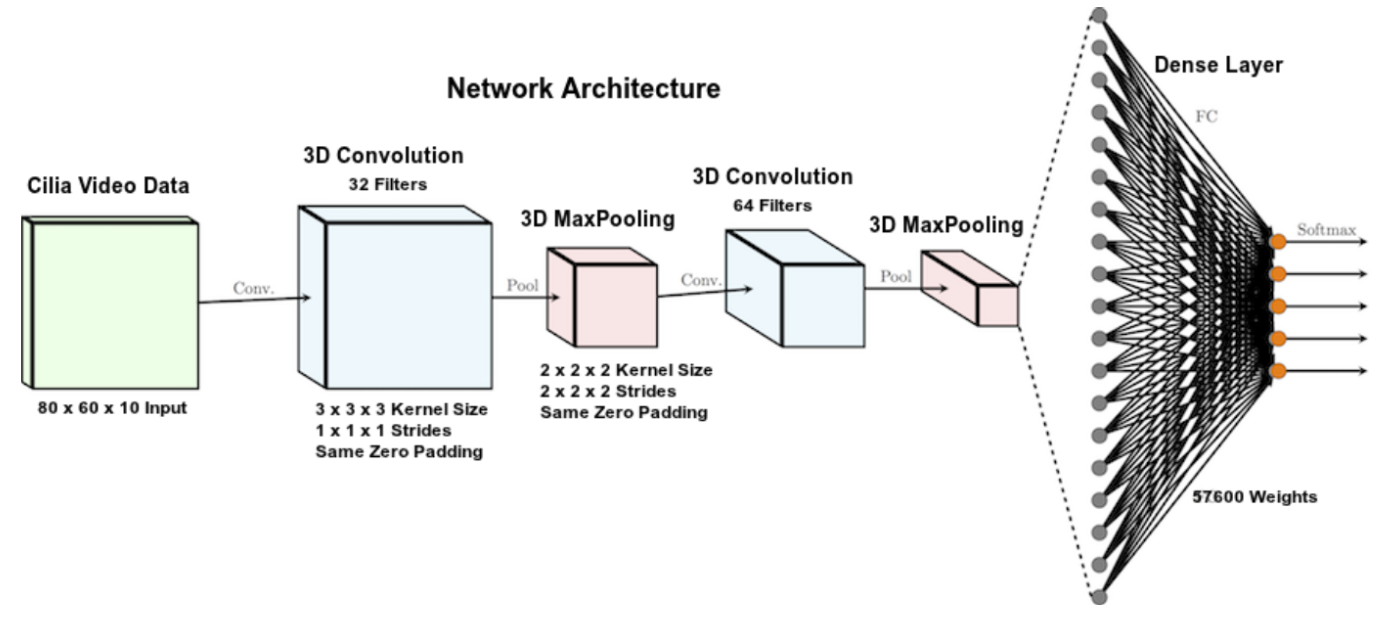 Network Architecture
Cilia Video Data
80 x 60 x 10 Input
Conv.
3D Convolution
32 Filters
3 x 3 x 3 Kernel Size
1 x 1 x 1 Strides
Same Zero Padding
Pool
3D MaxPooling
2 x 2 x 2 Kernel Size
2 x 2 x 2 Strides
Same Zero Padding
Conv.
3D Convolution
64 Filters
Pool
3D MaxPooling
Dense Layer
FC
57600 Weights
Softmax